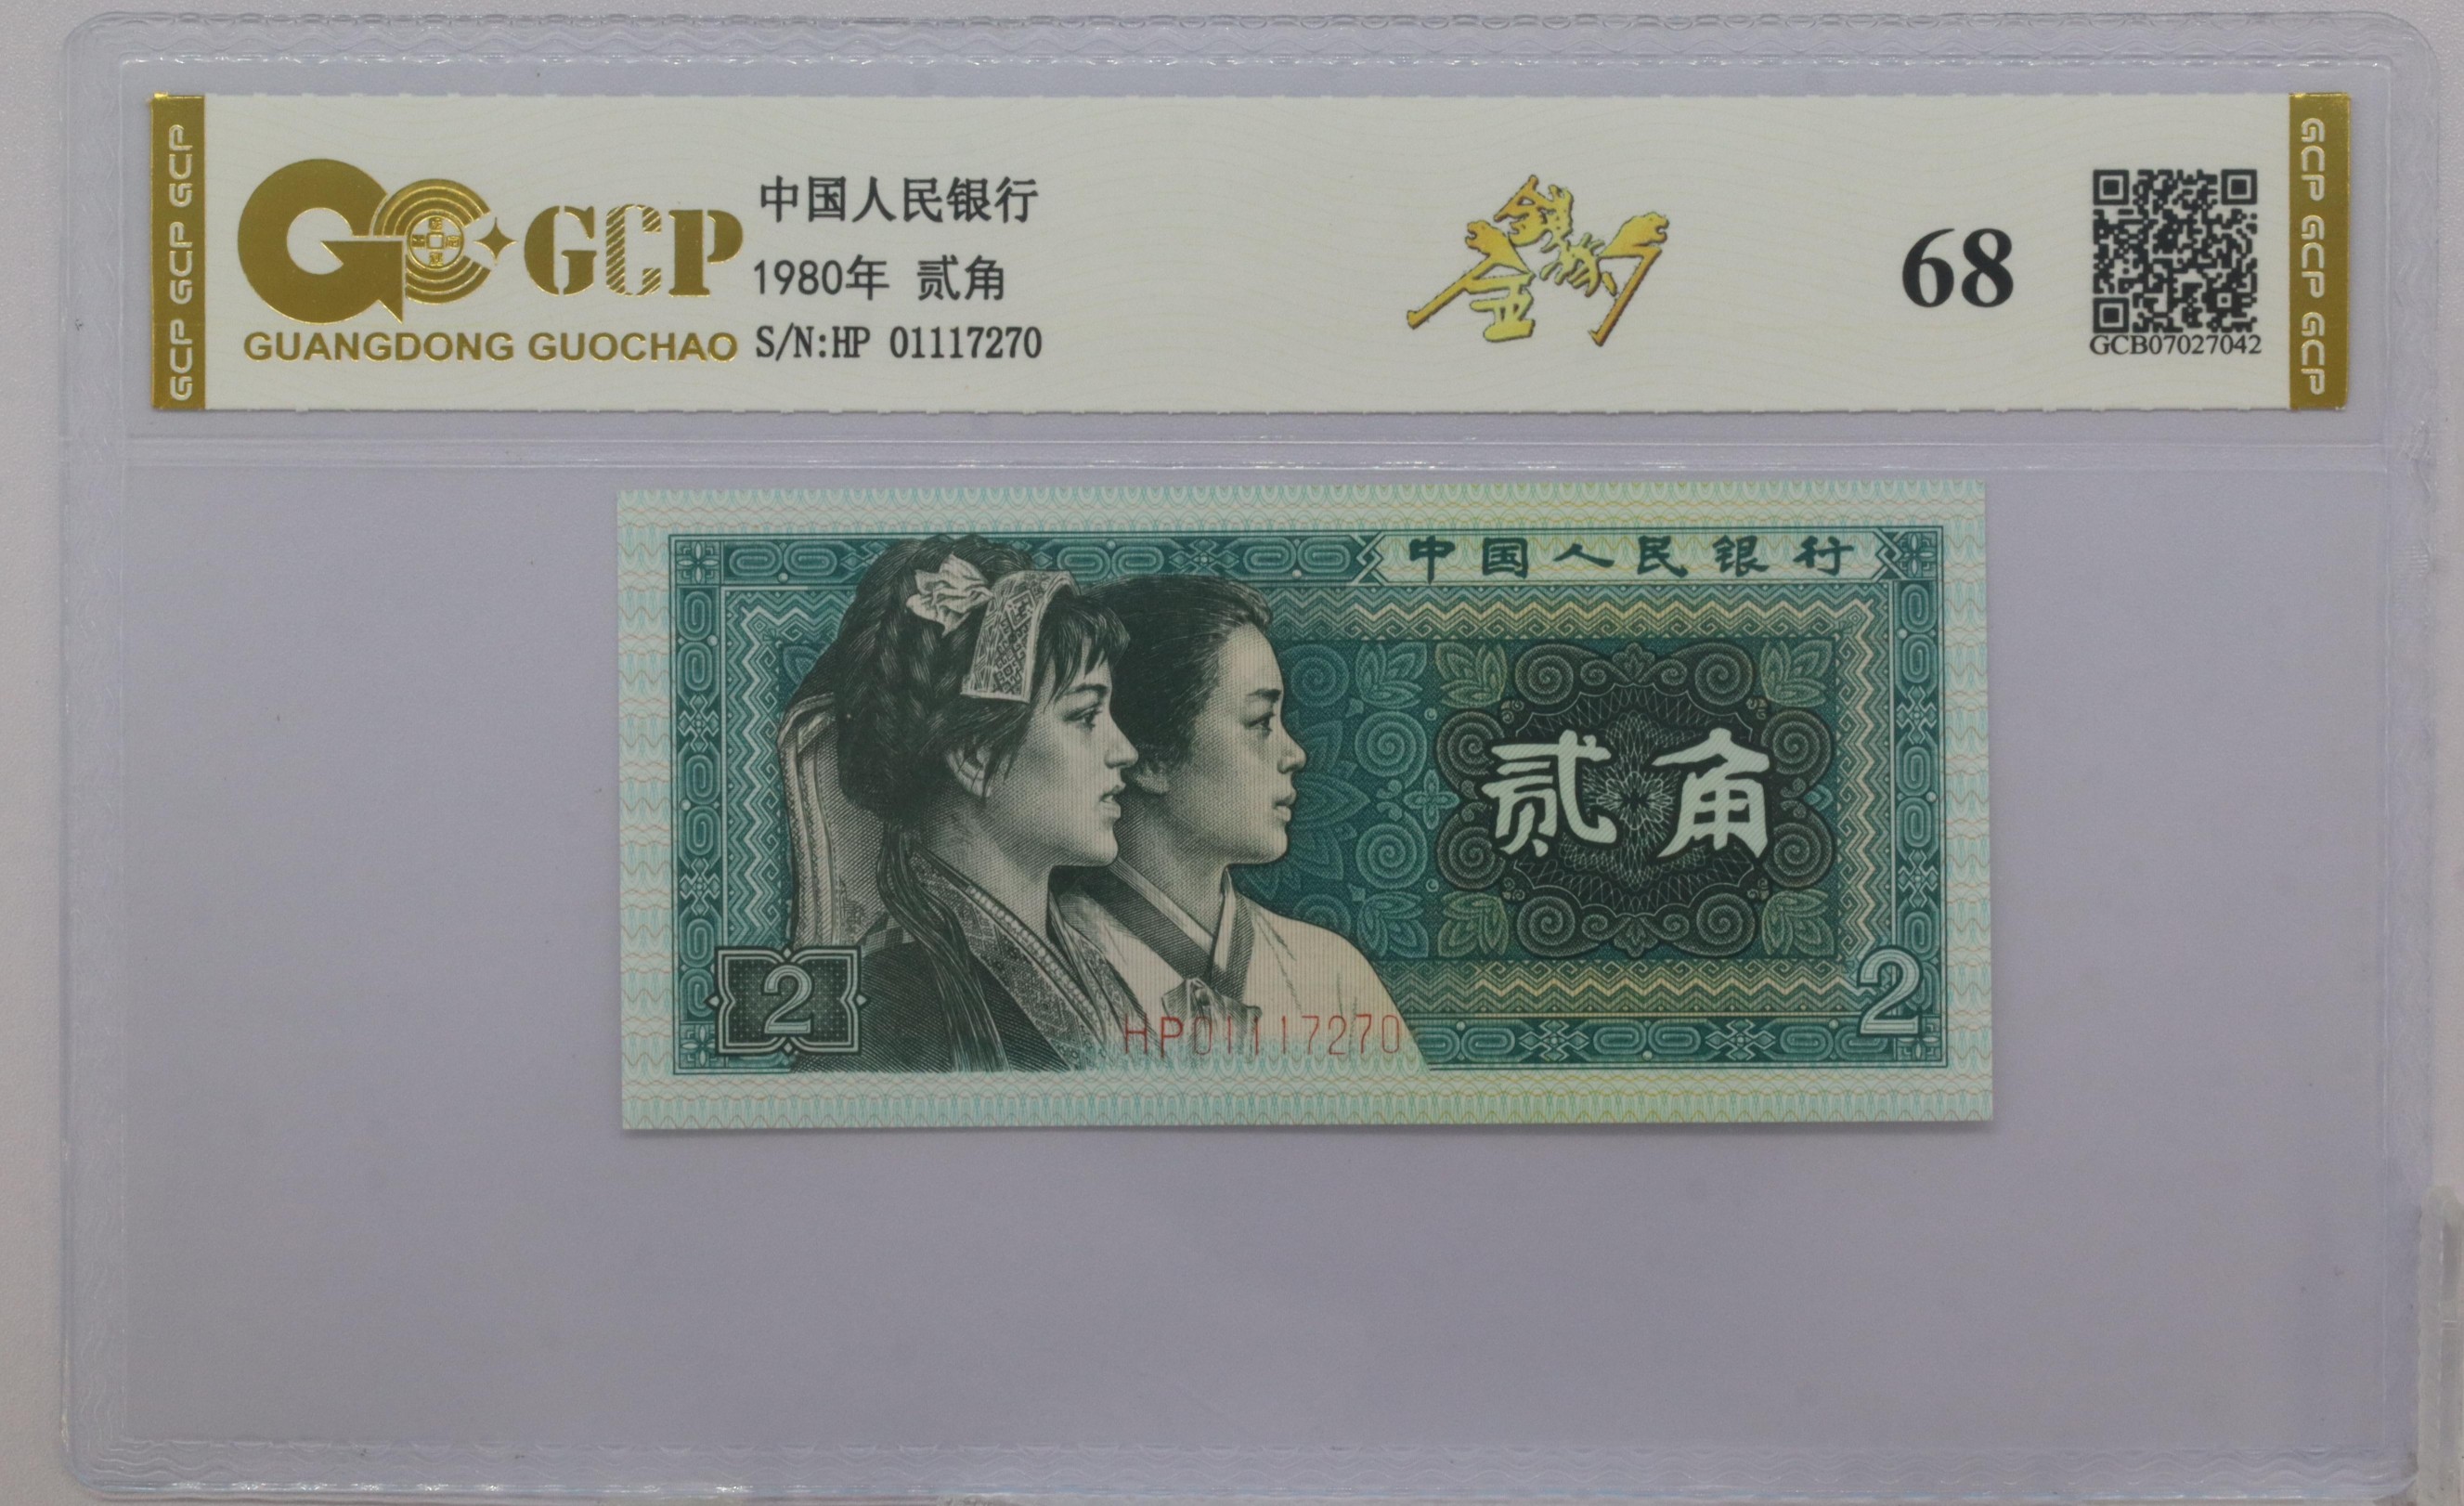 GCP GCP GCP
GCP
GUANGDONG GUOCHAO
中国人民银行
1980年 贰角
S/N:HP 01117270
68
GCB07027042
GCP GCP GCP
中国人民银行
贰角
2
2
HP01117270